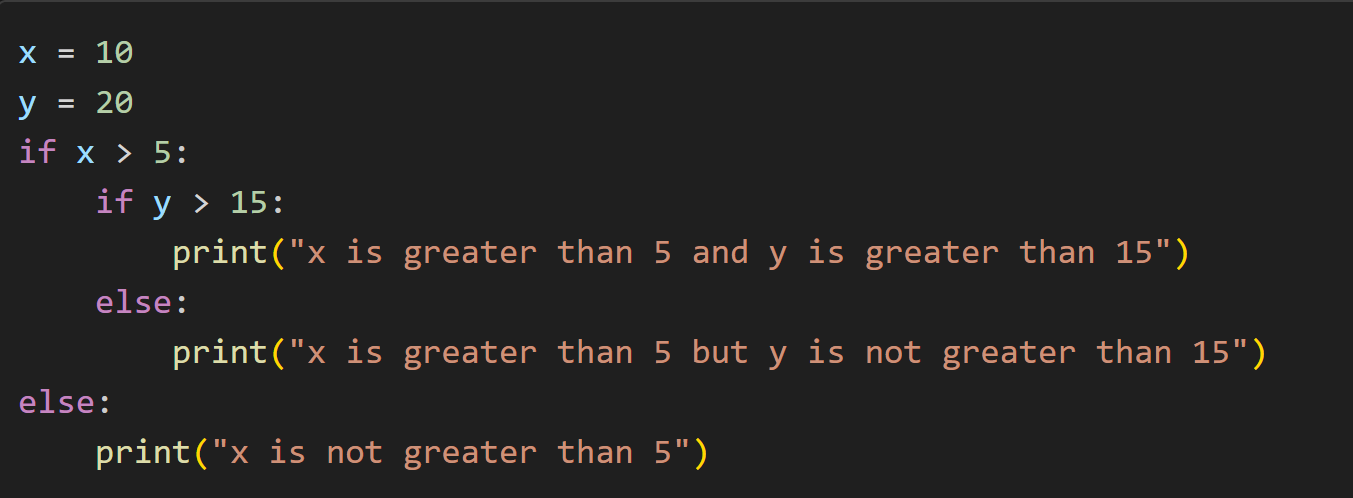 x = 10
y = 20
if x > 5:
    if y > 15:
        print("x is greater than 5 and y is greater than 15")
    else:
        print("x is greater than 5 but y is not greater than 15")
else:
    print("x is not greater than 5")